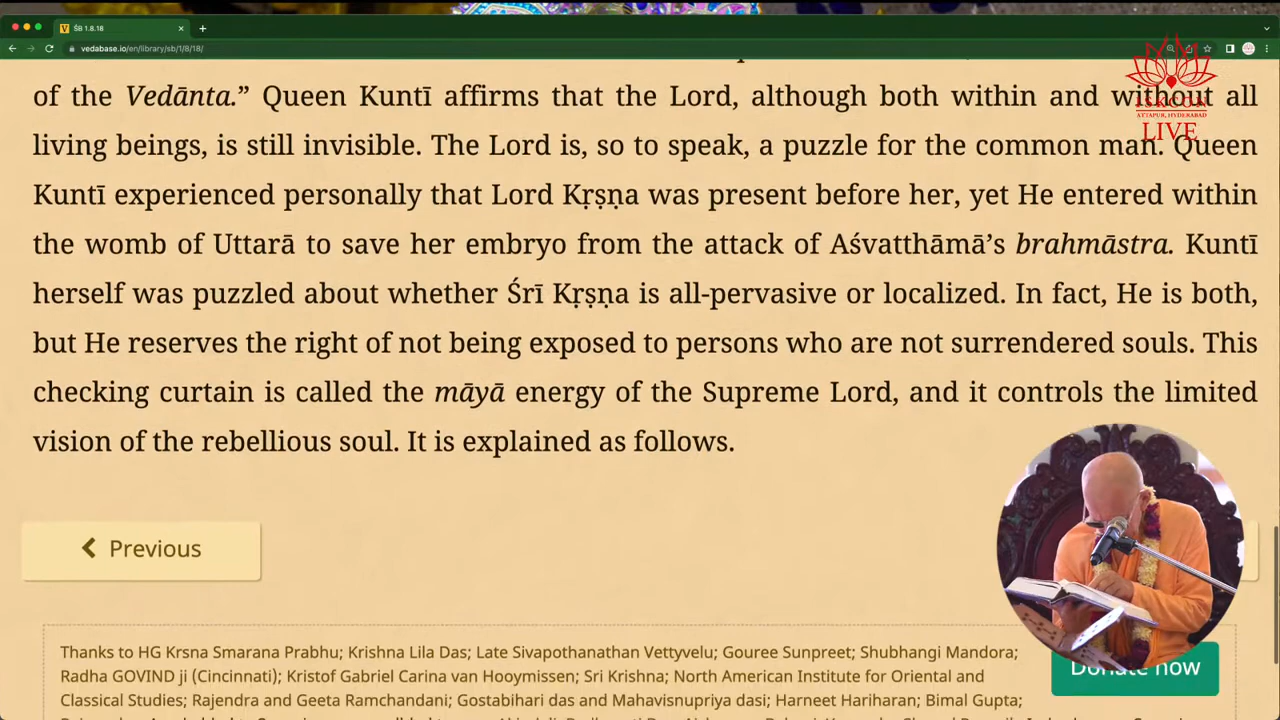 ŚB 1.8.18
vedabase.io/en/library/sb/1/8/18/
ISKCON
ATTAPUR, HYDERABAD
LIVE
of the Vedānta.” Queen Kuntī affirms that the Lord, although both within and without all
living beings, is still invisible. The Lord is, so to speak, a puzzle for the common man. Queen
Kuntī experienced personally that Lord Kṛṣṇa was present before her, yet He entered within
the womb of Uttarā to save her embryo from the attack of Aśvatthāmā’s brahmāstra. Kuntī
herself was puzzled about whether Śrī Kṛṣṇa is all-pervasive or localized. In fact, He is both,
but He reserves the right of not being exposed to persons who are not surrendered souls. This
checking curtain is called the māyā energy of the Supreme Lord, and it controls the limited
vision of the rebellious soul. It is explained as follows.
Previous
Thanks to HG Krsna Smarana Prabhu; Krishna Lila Das; Late Sivapothanathan Vettyvelu; Gouree Sunpreet; Shubhangi Mandora;
Radha GOVIND ji (Cincinnati); Kristof Gabriel Carina van Hooymissen; Sri Krishna; North American Institute for Oriental and
Classical Studies; Rajendra and Geeta Ramchandani; Gostabihari das and Mahavisnupriya dasi; Harneet Hariharan; Bimal Gupta;
Donate now